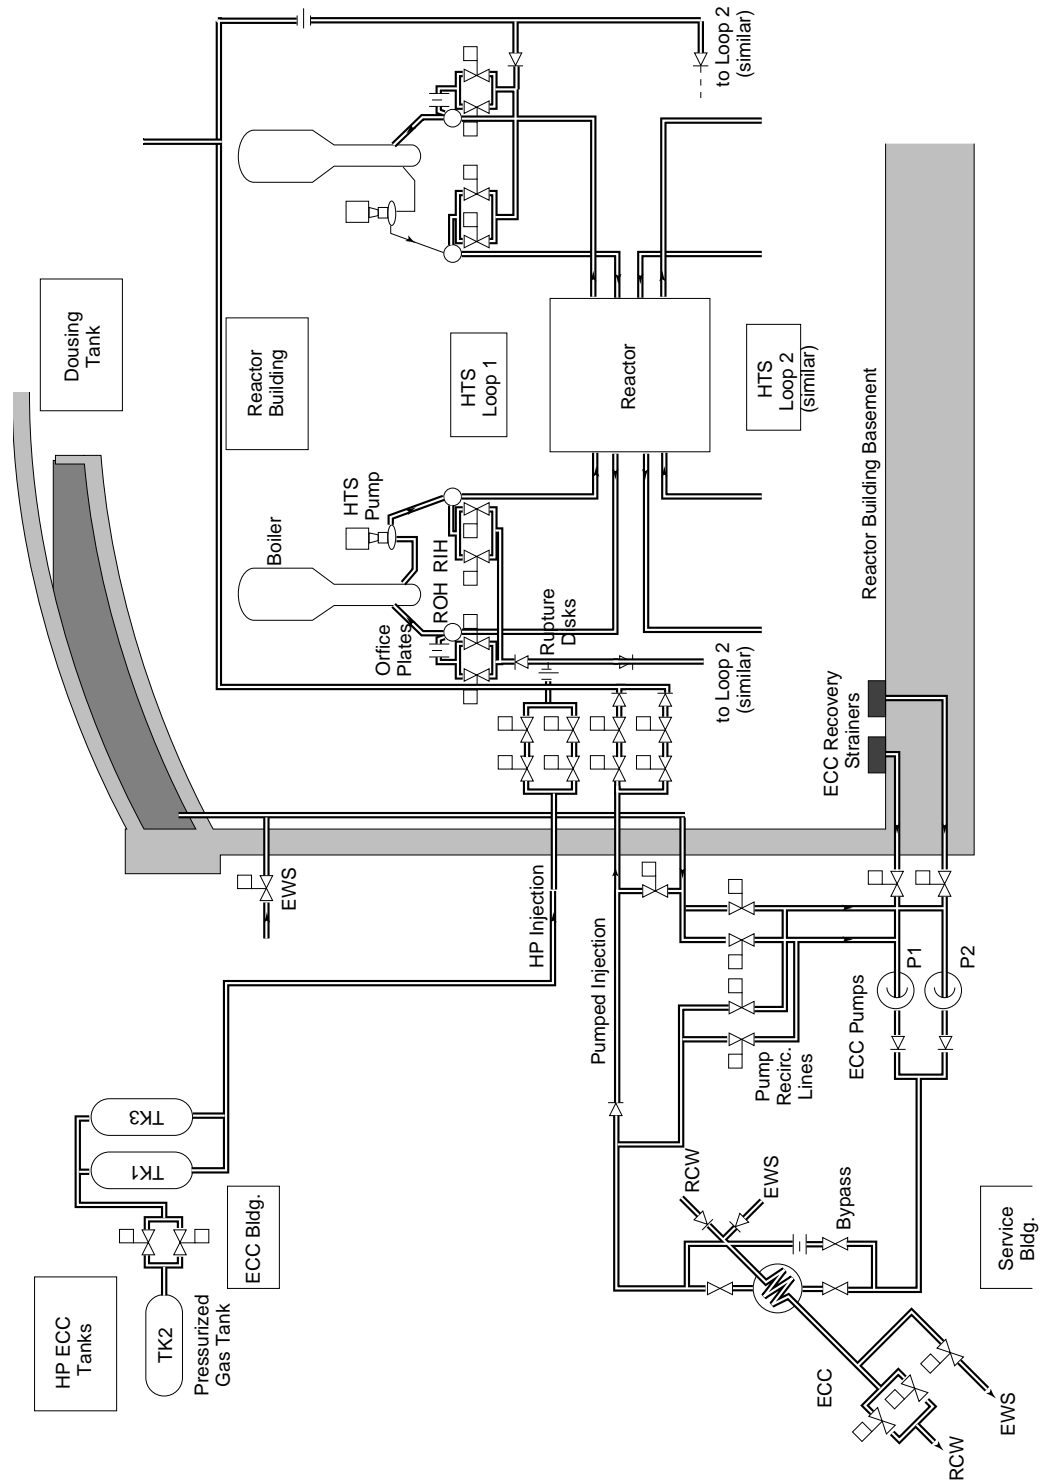 HP ECC
Tanks
Dousing
Tank
TK1
TK3
TK2
Pressurized
Gas Tank
ECC Bldg.
Reactor
Building
EWS
Boiler
HTS
Pump
Orfice
Plates
ROH RIH
HTS
Loop 1
HP Injection
Rupture
Disks
Pumped Injection
Reactor
RCW
EWS
to Loop 2
(similar)
to Loop 2
(similar)
HTS
Loop 2
(similar)
Pump
Recirc.
Lines
ECC
Bypass
ECC Recovery
Strainers
ECC Pumps
Reactor Building Basement
P1
P2
RCW
EWS
Service
Bldg.